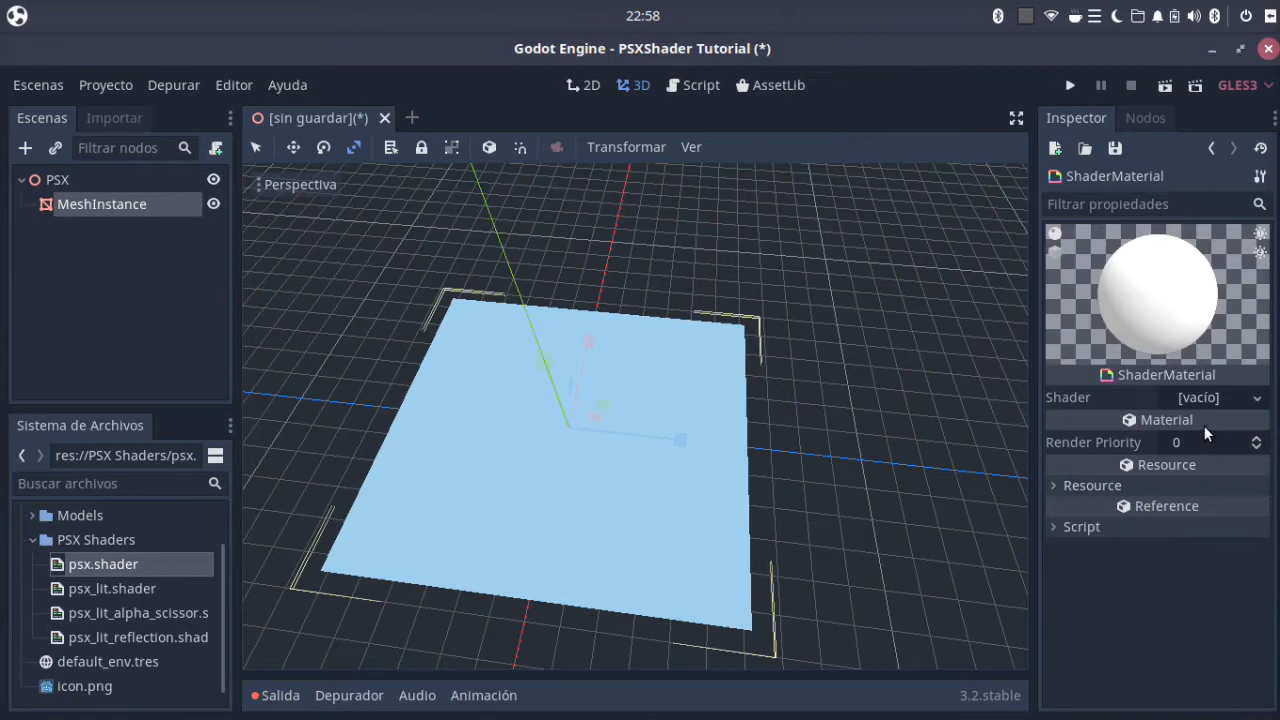 22:58
Godot Engine - PSXShader Tutorial (*)
Escenas Proyecto Depurar Editor Ayuda 2D 3D Script AssetLib GLES3
Escenas Importar [sin guardar](*) Inspector Nodos
Filtrar nodos Transformar Ver
PSX Perspectiva ShaderMaterial
MeshInstance Filtrar propiedades
ShaderMaterial
Shader [vacío]
Material
Render Priority 0
Resource
Resource
Reference
Script
Sistema de Archivos
res://PSX Shaders/psx.
Buscar archivos
Models
PSX Shaders
psx.shader
psx_lit.shader
psx_lit_alpha_scissor.s
psx_lit_reflection.shad
default_env.tres
icon.png
Salida Depurador Audio Animación 3.2.stable